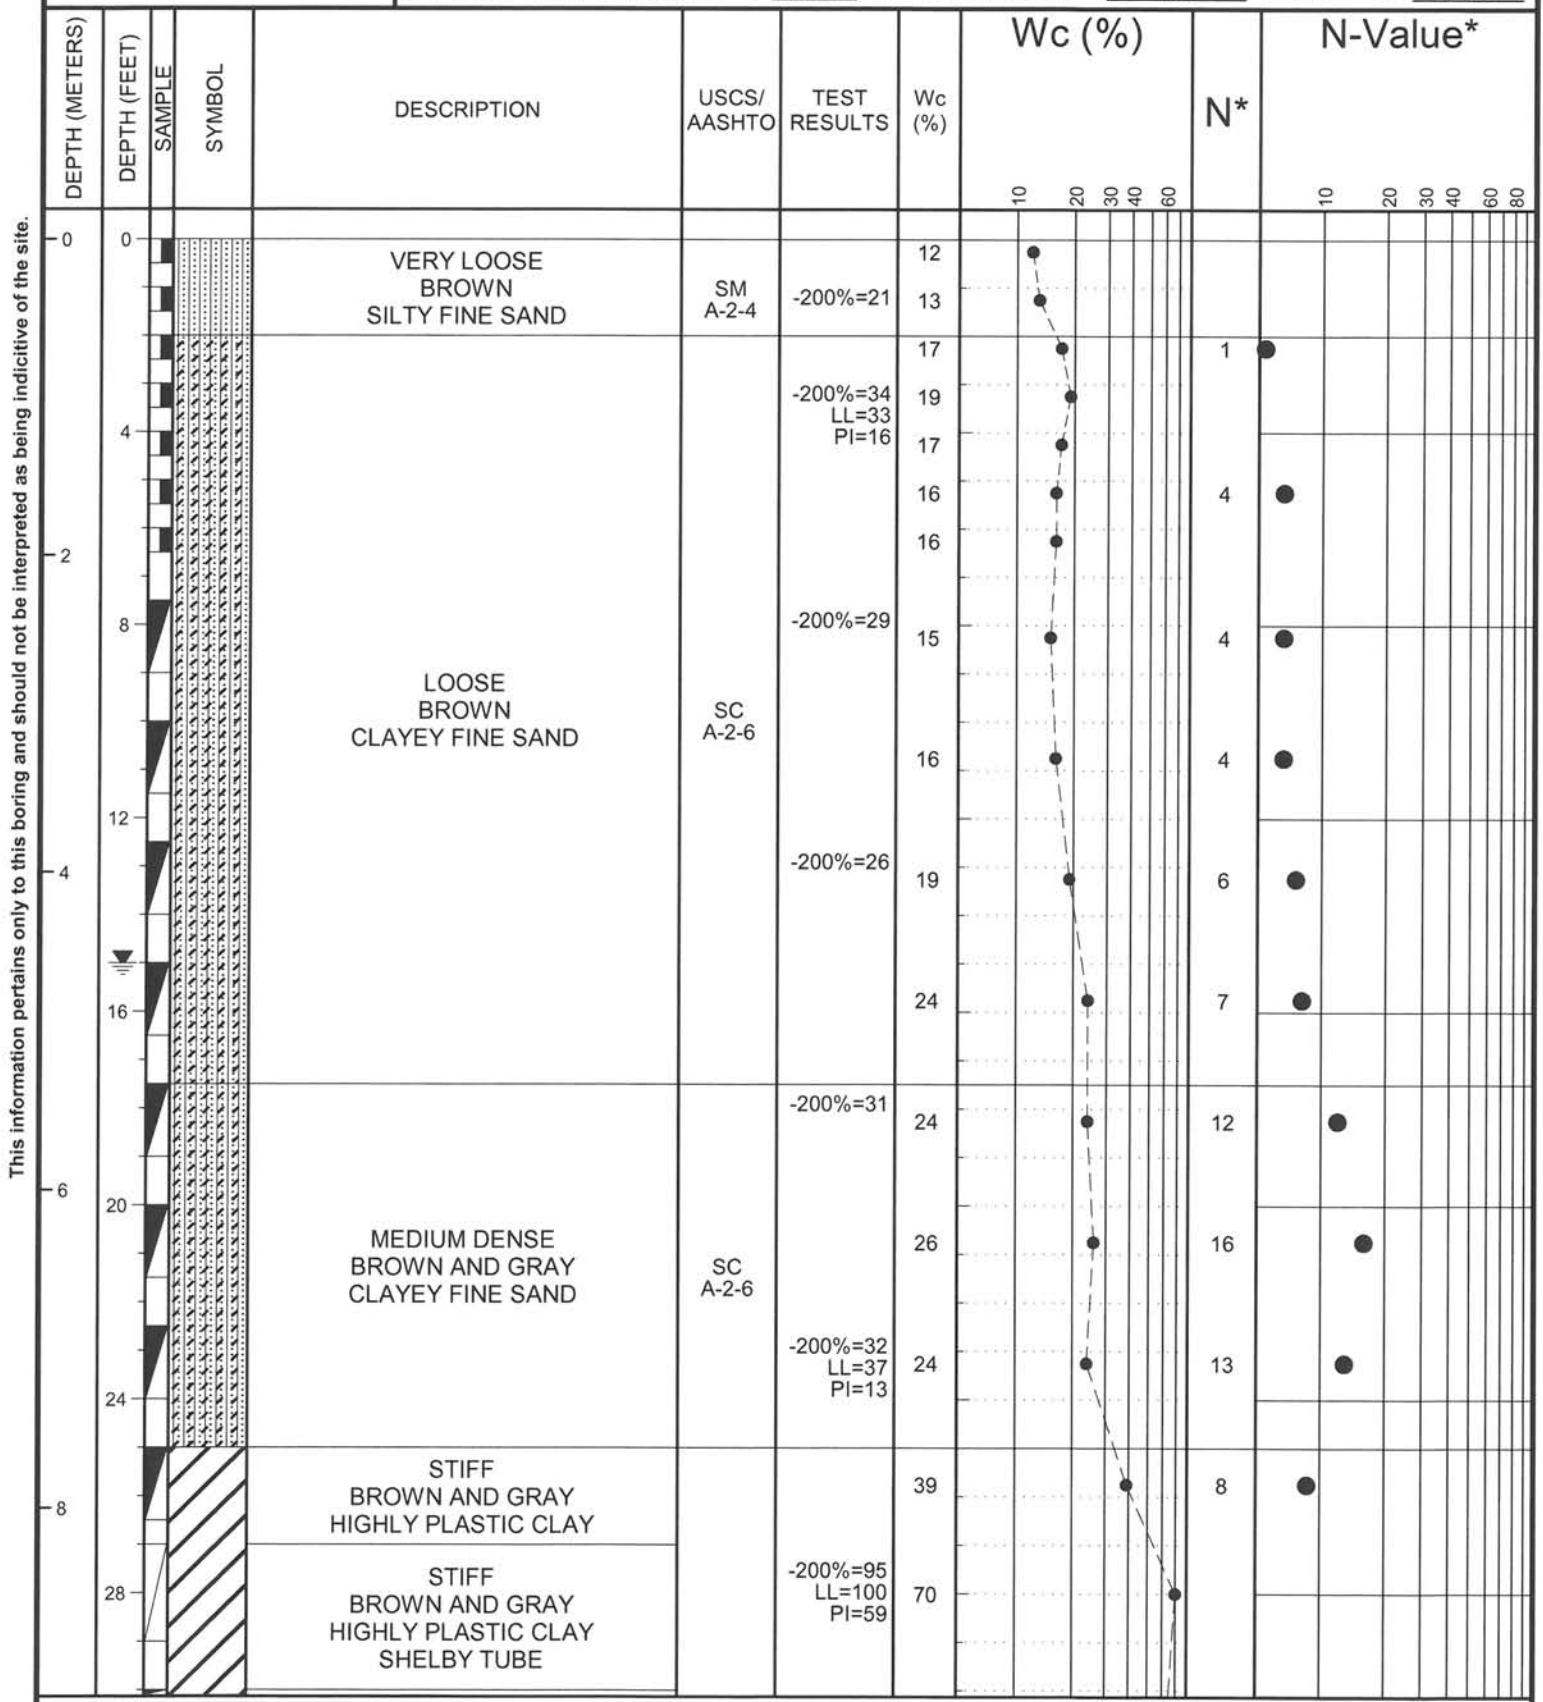 DEPTH (METERS)
DEPTH (FEET)
SAMPLE
SYMBOL
DESCRIPTION
USCS/
AASHTO
TEST
RESULTS
Wc
(%)
Wc (%)
10 20 30 40 60
N*
N-Value*
10 20 30 40 60 80
This information pertains only to this boring and should not be interpreted as being indicitive of the site.
0
2
4
6
8
0
4
8
12
16
20
24
28
VERY LOOSE
BROWN
SILTY FINE SAND
SM
A-2-4
LOOSE
BROWN
CLAYEY FINE SAND
SC
A-2-6
MEDIUM DENSE
BROWN AND GRAY
CLAYEY FINE SAND
SC
A-2-6
STIFF
BROWN AND GRAY
HIGHLY PLASTIC CLAY
STIFF
BROWN AND GRAY
HIGHLY PLASTIC CLAY
SHELBY TUBE
-200%=21
-200%=34
LL=33
PI=16
-200%=29
-200%=26
-200%=31
-200%=32
LL=37
PI=13
-200%=95
LL=100
PI=59
12
13
17
19
17
16
16
15
16
19
24
24
26
24
39
70
1
4
4
4
6
7
12
16
13
8